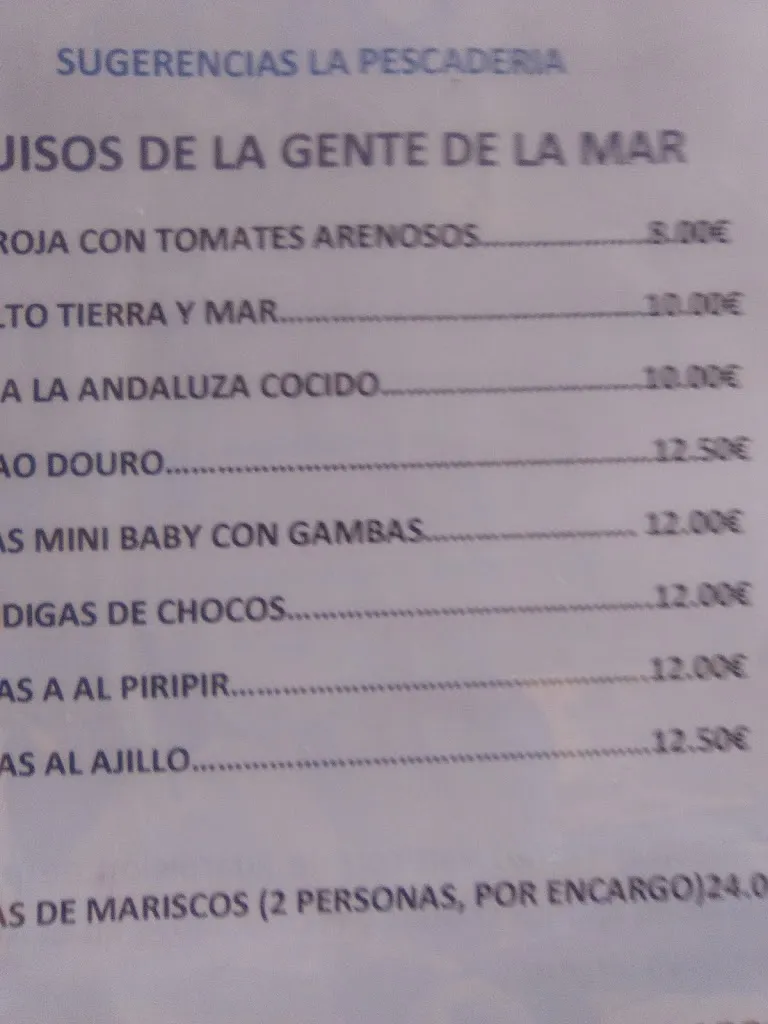 SUGERENCIAS LA PESCADERIA
UISOS DE LA GENTE DE LA MAR
ROJA CON TOMATES ARENOSOS..................8.00€
LTO TIERRA Y MAR..................10.00€
A LA ANDALUZA COCIDO..................10.00€
AO DOURO..................12.50€
AS MINI BABY CON GAMBAS.................. 12.00€
DIGAS DE CHOCOS..................12.00€
AS A AL PIRIPIR..................12.00€
AS AL AJILLO..................12.50€
AS DE MARISCOS (2 PERSONAS, POR ENCARGO)24.0